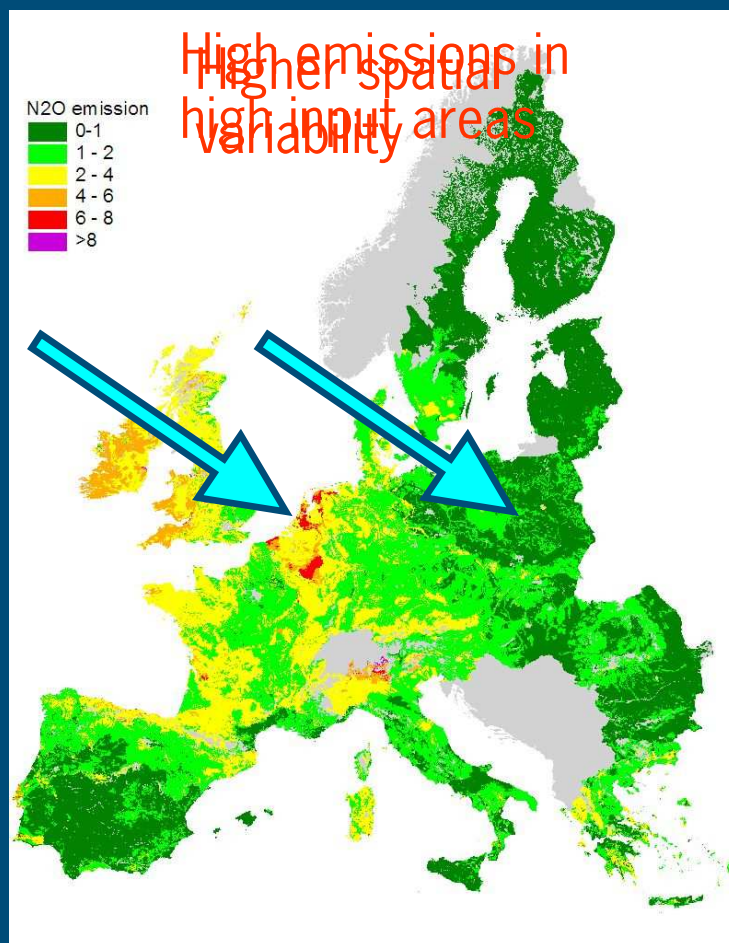 High emissions in
high input areas
Higher spatial
variability
N2O emission
0-1
1 - 2
2 - 4
4 - 6
6 - 8
>8